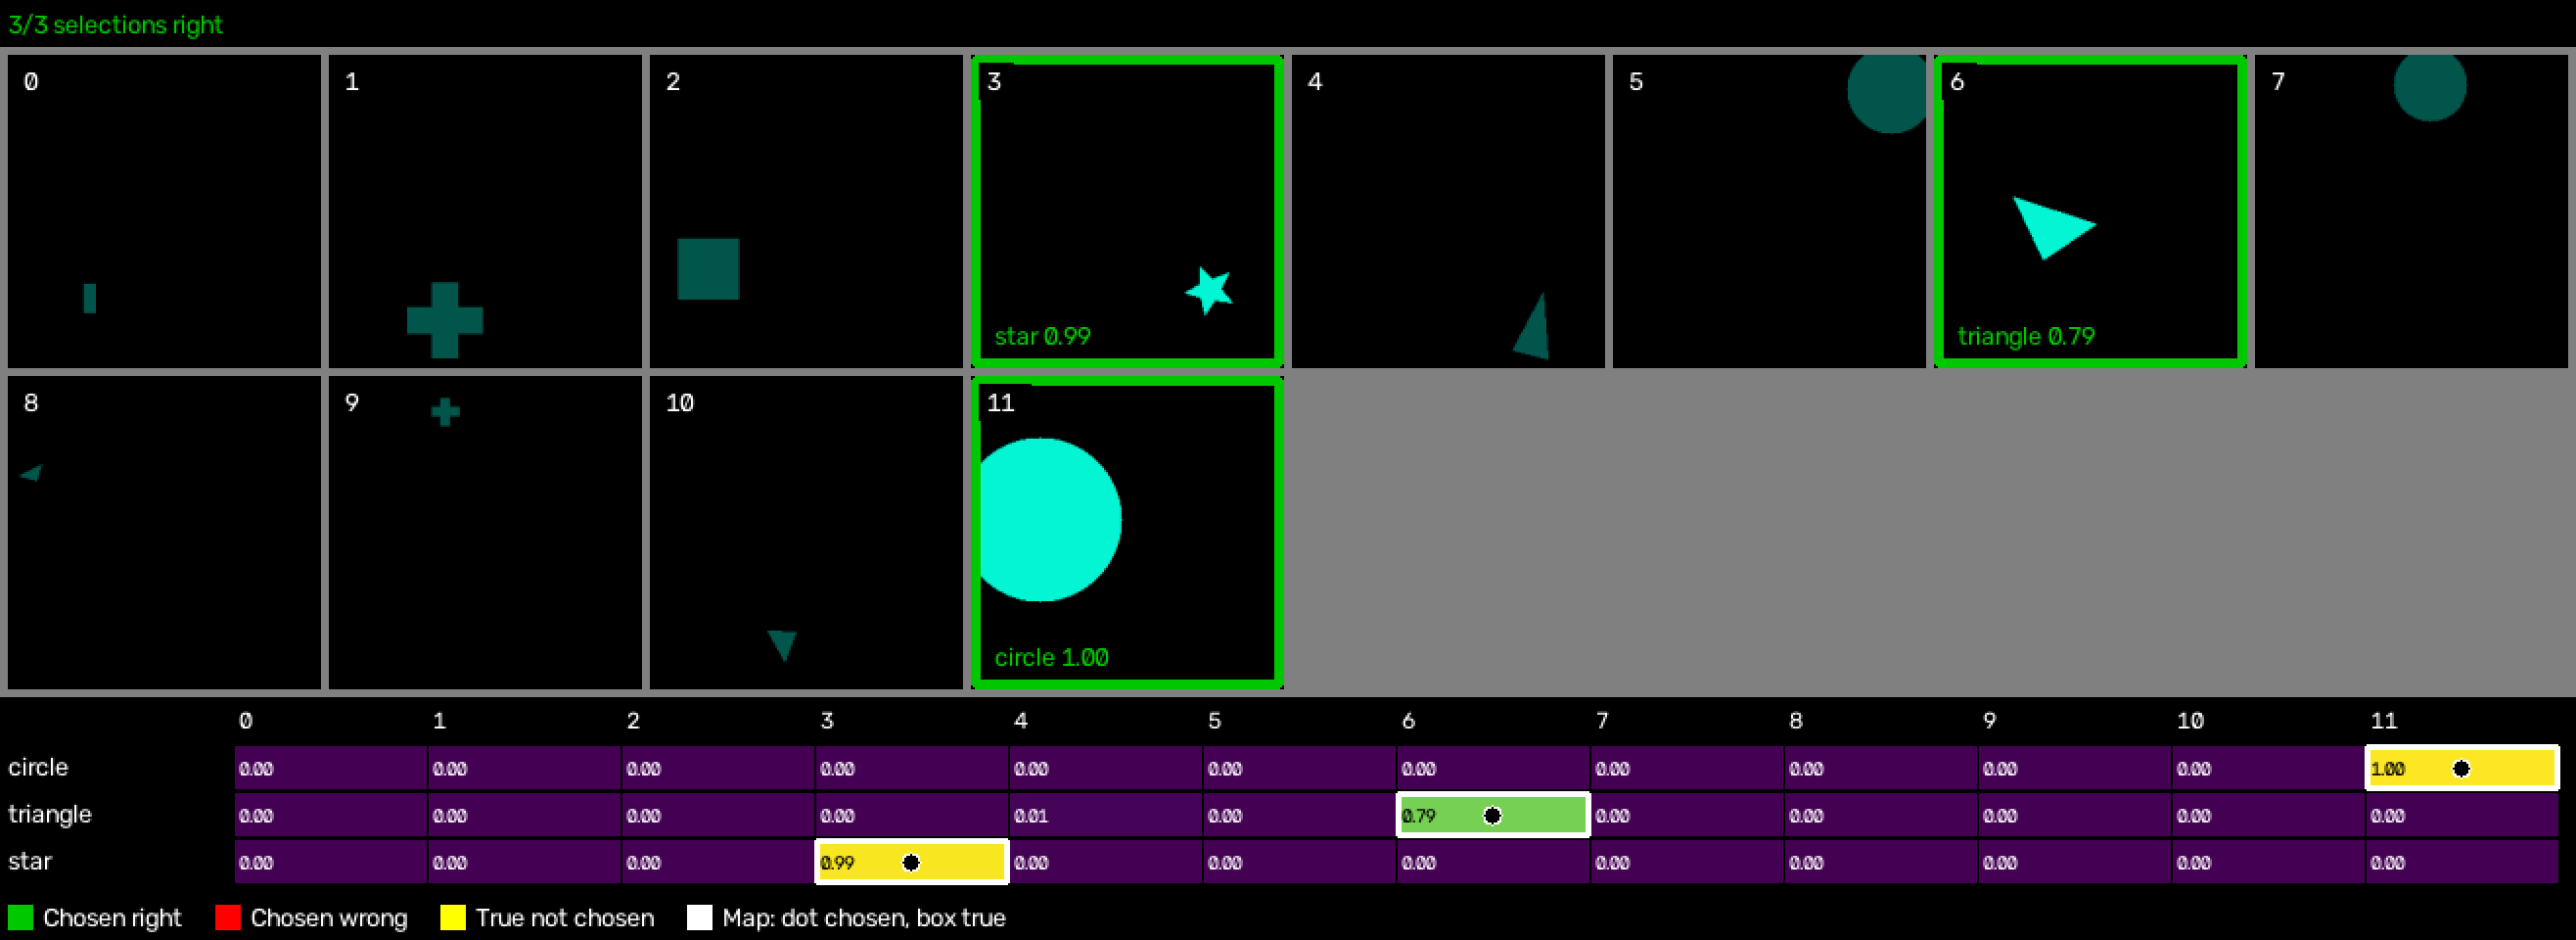 3/3 selections right
0 1 2 3 4 5 6 7
star 0.99 triangle 0.79
8 9 10 11
circle 1.00
0 1 2 3 4 5 6 7 8 9 10 11
circle 0.00 0.00 0.00 0.00 0.00 0.00 0.00 0.00 0.00 0.00 0.00 1.00
triangle 0.00 0.00 0.00 0.00 0.01 0.00 0.79 0.00 0.00 0.00 0.00 0.00
star 0.00 0.00 0.00 0.99 0.00 0.00 0.00 0.00 0.00 0.00 0.00 0.00
Chosen right Chosen wrong True not chosen Map: dot chosen, box true